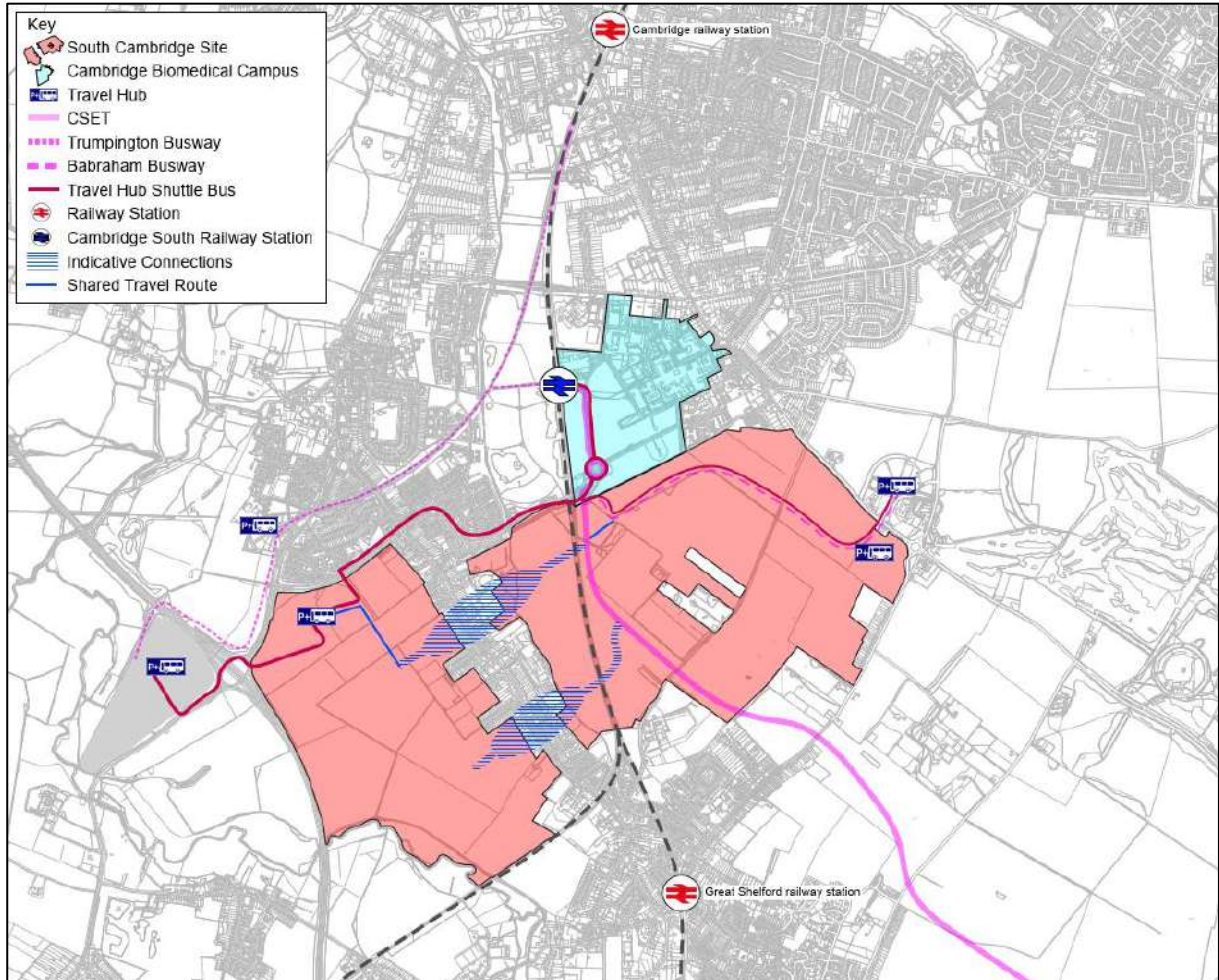 Key
South Cambridge Site
Cambridge Biomedical Campus
P+ Travel Hub
CSET
Trumpington Busway
Babraham Busway
Travel Hub Shuttle Bus
Railway Station
Cambridge South Railway Station
Indicative Connections
Shared Travel Route
Cambridge railway station
P+
P+
P+
P+
P+
Great Shelford railway station